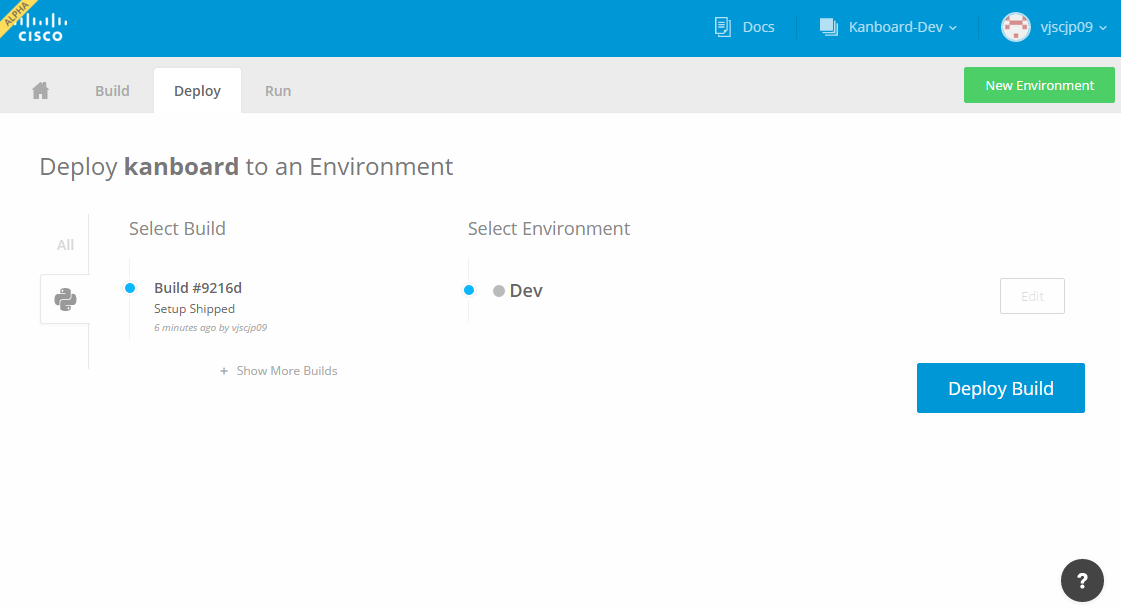 ALPHA
CISCO
Docs
Kanboard-Dev
vjscjp09
Build
Deploy
Run
New Environment
Deploy kanboard to an Environment
All
Select Build
Select Environment
Build #9216d
Setup Shipped
6 minutes ago by vjscjp09
Dev
Edit
+ Show More Builds
Deploy Build
?